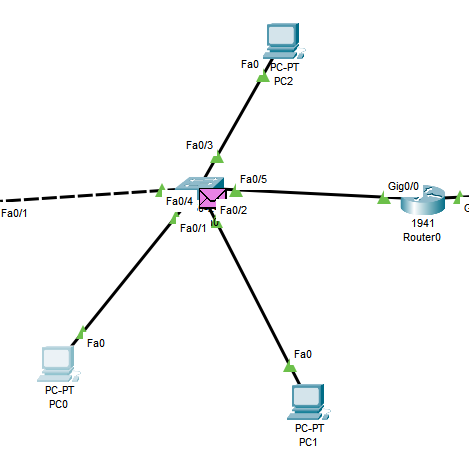 Fa0
PC-PT
PC2
Fa0/3
Fa0/5
Gig0/0
Fa0/4
Fa0/2
Fa0/1
Fa0/1
G
1941
Router0
Fa0
PC-PT
PC0
Fa0
PC-PT
PC1